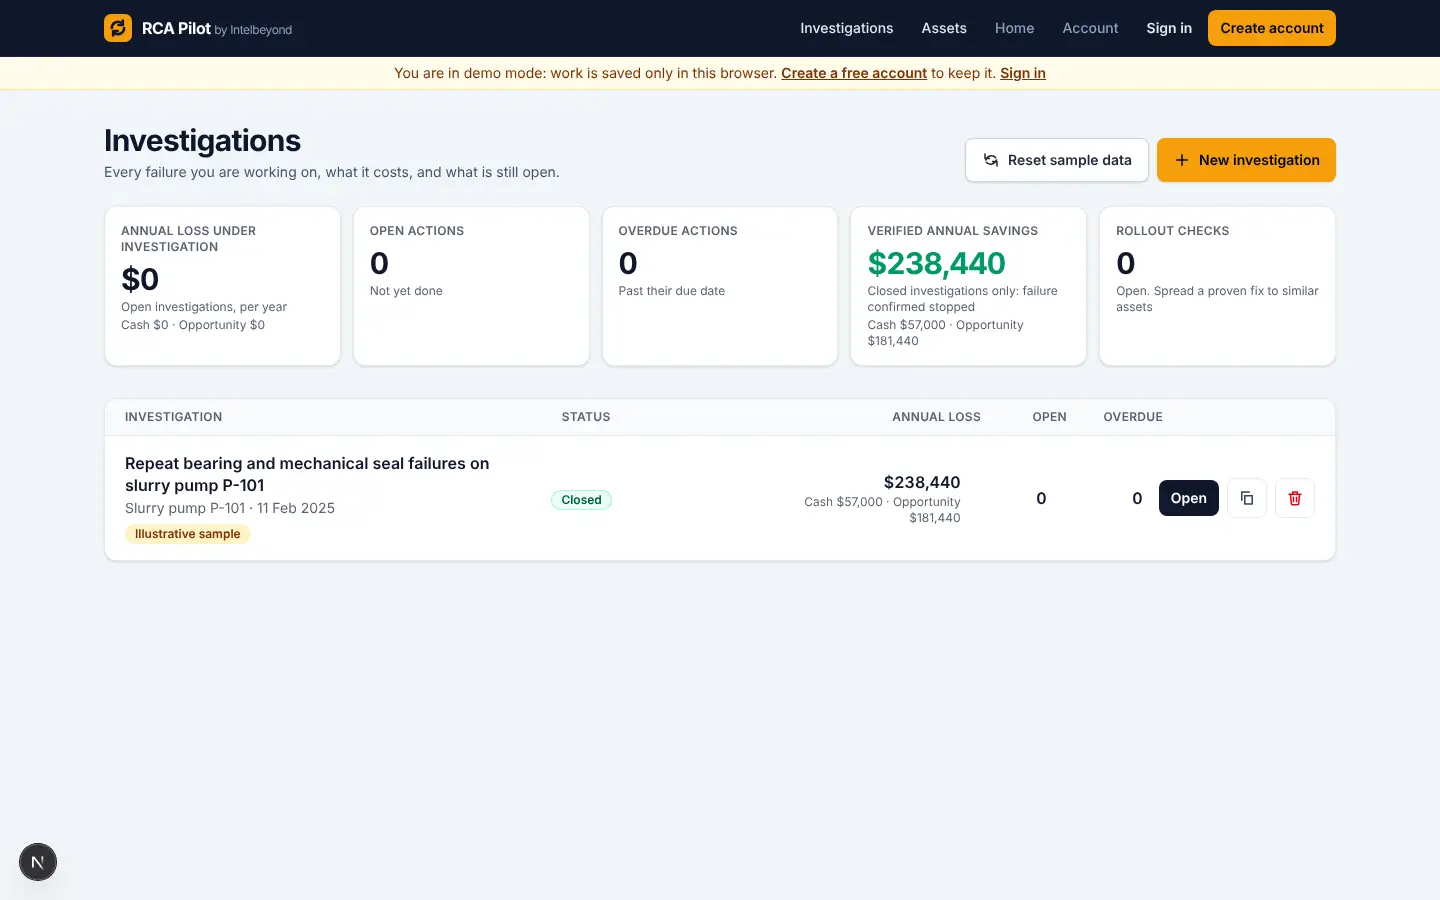 RCA Pilot by Intelbeyond
Investigations
Assets
Home
Account
Sign in
Create account
You are in demo mode: work is saved only in this browser. Create a free account to keep it. Sign in
Investigations
Every failure you are working on, what it costs, and what is still open.
Reset sample data
New investigation
ANNUAL LOSS UNDER
INVESTIGATION
$0
Open investigations, per year
Cash $0 · Opportunity $0
OPEN ACTIONS
0
Not yet done
OVERDUE ACTIONS
0
Past their due date
VERIFIED ANNUAL SAVINGS
$238,440
Closed investigations only: failure
confirmed stopped
Cash $57,000 · Opportunity
$181,440
ROLLOUT CHECKS
0
Open. Spread a proven fix to similar
assets
INVESTIGATION
STATUS
ANNUAL LOSS
OPEN
OVERDUE
Repeat bearing and mechanical seal failures on
slurry pump P-101
Slurry pump P-101 · 11 Feb 2025
Illustrative sample
Closed
$238,440
Cash $57,000 · Opportunity
$181,440
0
0
Open
N